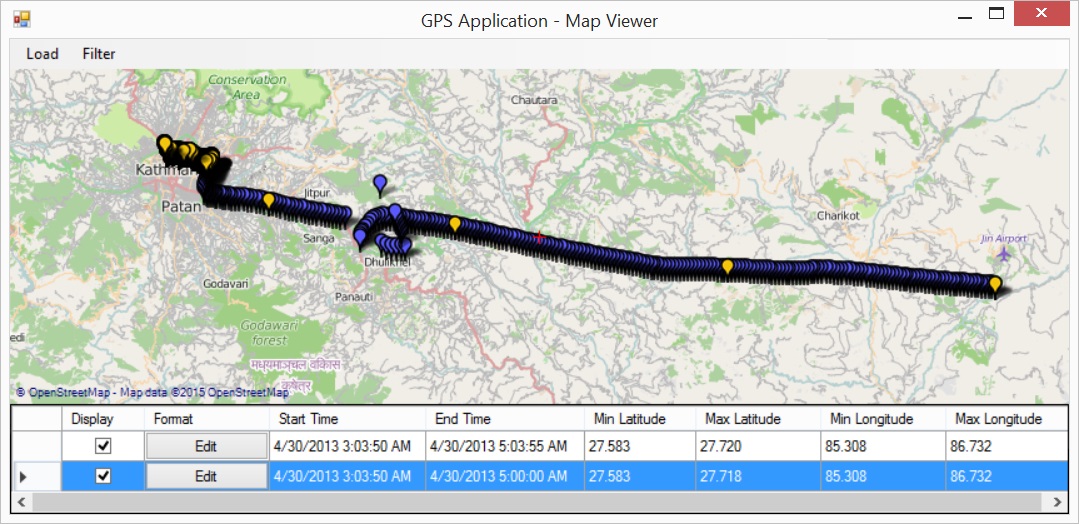 GPS Application - Map Viewer
Load Filter
Conservation
Area
Chautara
Jitpur
Patan
Charikot
Sanga
Jiri Airport
Godavari
Panauti
Godawari
forest
मध्यमाञ्चल विकास
क्षेत्र
© OpenStreetMap - Map data ©2015 OpenStreetMap
Display Format Start Time End Time Min Latitude Max Latitude Min Longitude Max Longitude
Edit 4/30/2013 3:03:50 AM 4/30/2013 5:03:55 AM 27.583 27.720 85.308 86.732
Edit 4/30/2013 3:03:50 AM 4/30/2013 5:00:00 AM 27.583 27.718 85.308 86.732